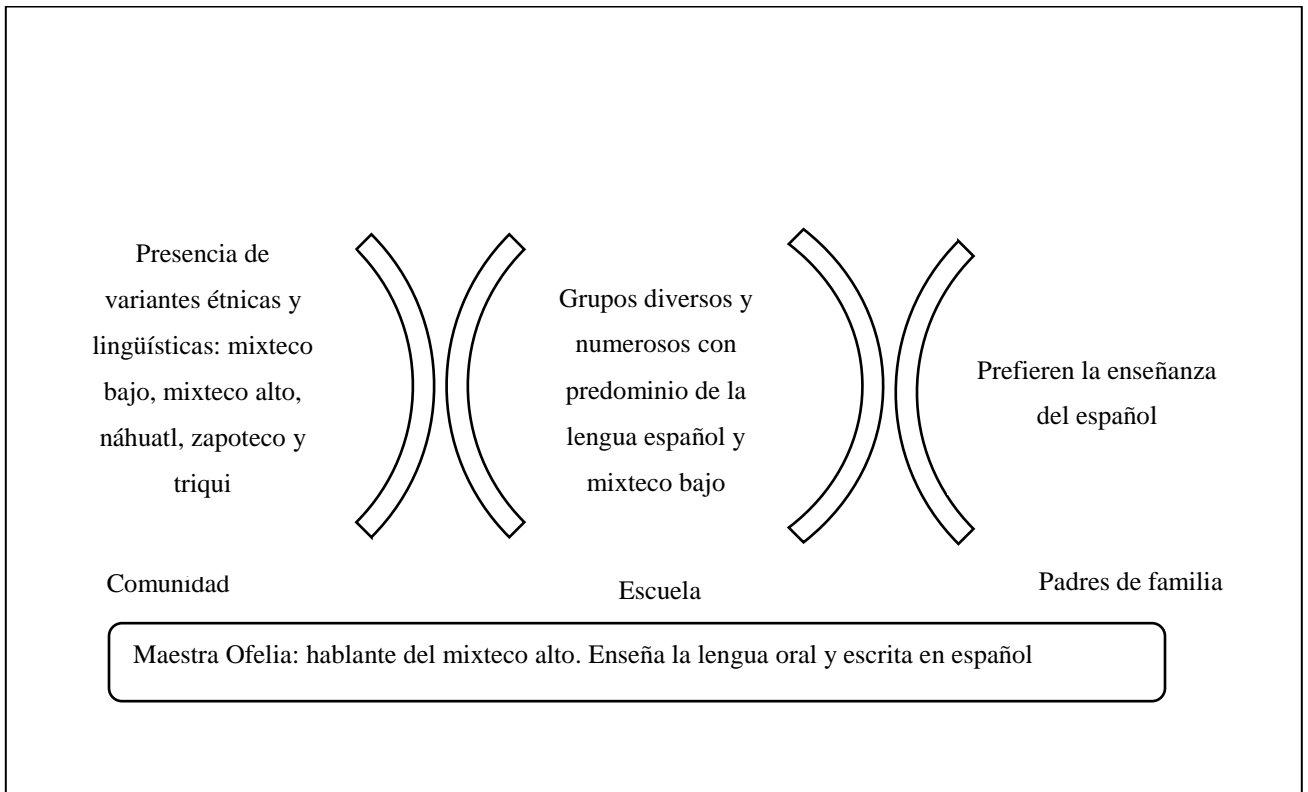 Presencia de
variantes étnicas y
lingüísticas: mixteco
bajo, mixteco alto,
náhuatl, zapoteco y
triqui
Grupos diversos y
numerosos con
predominio de la
lengua español y
mixteco bajo
Prefieren la enseñanza
del español
Comunidad
Escuela
Padres de familia
Maestra Ofelia: hablante del mixteco alto. Enseña la lengua oral y escrita en español